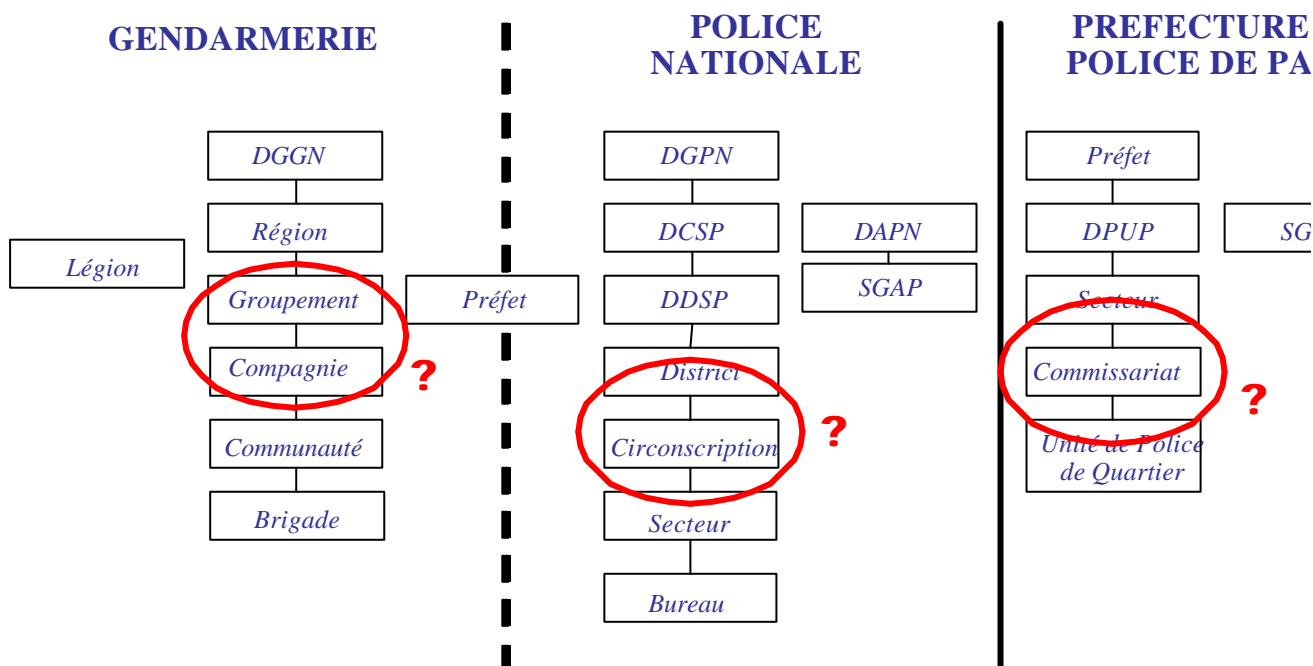 GENDARMERIE
DGGN
Région
Légion
Groupement
Préfet
Compagnie
?
Communauté
Brigade
POLICE
NATIONALE
DGPN
DCSP
DAPN
SGAP
DDSP
District
Circonscription
?
Secteur
Bureau
PREFECTURE
POLICE DE PA
Préfet
DPUP
SG
Secteur
Commissariat
?
Unité de Police
de Quartier